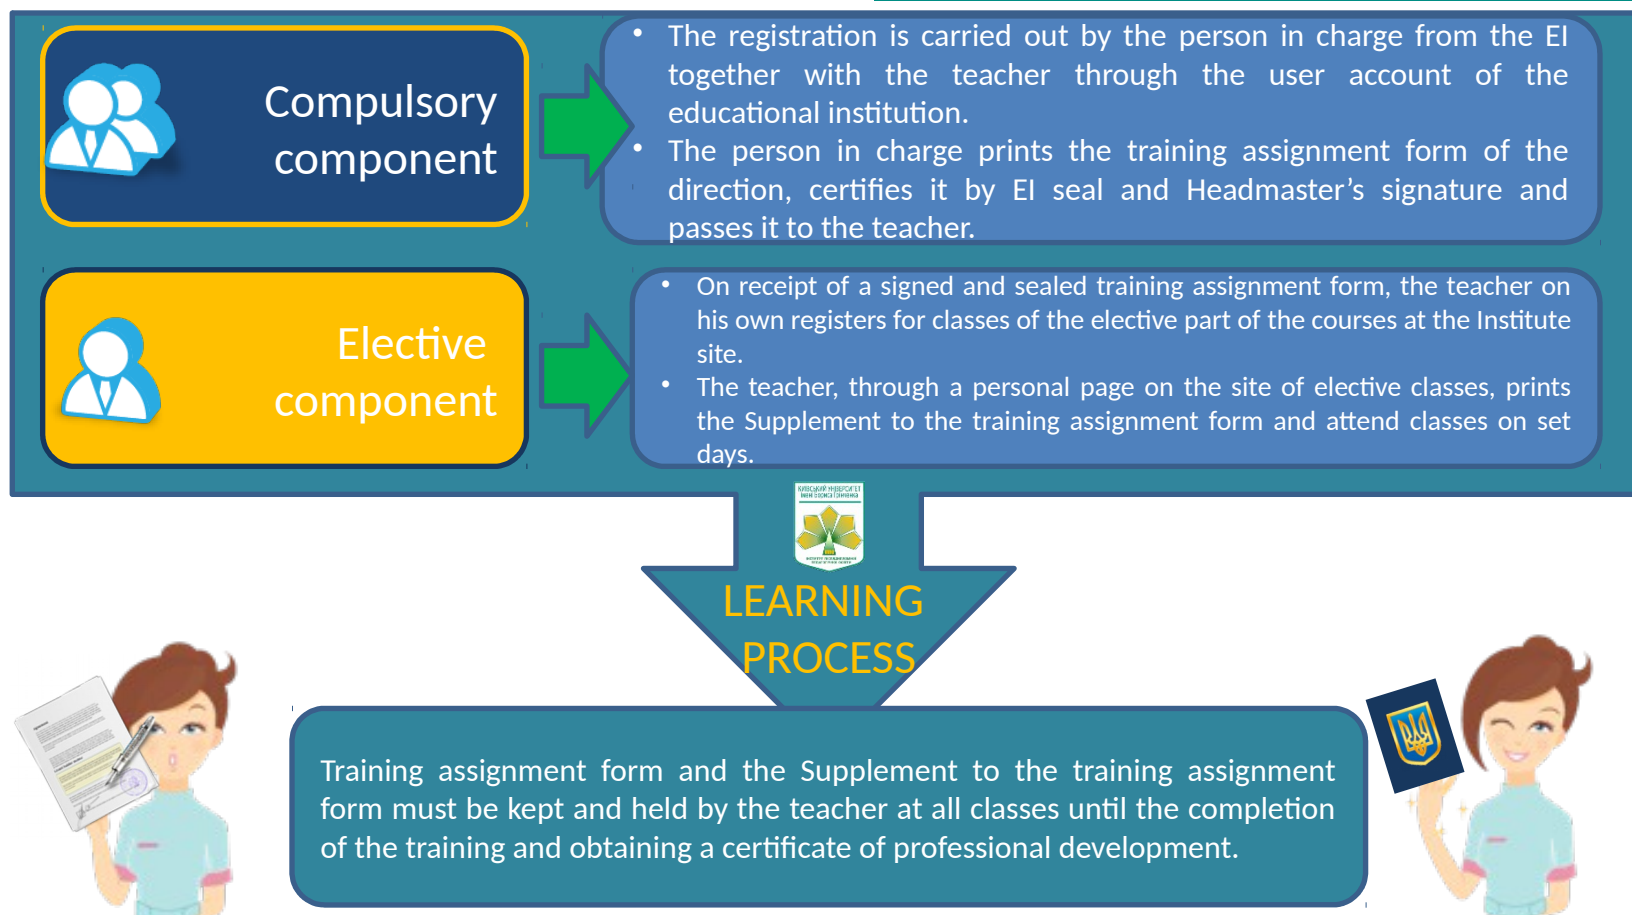 Compulsory
component
• The registration is carried out by the person in charge from the EI
together with the teacher through the user account of the
educational institution.
• The person in charge prints the training assignment form of the
direction, certifies it by EI seal and Headmaster’s signature and
passes it to the teacher.
Elective
component
• On receipt of a signed and sealed training assignment form, the teacher on
his own registers for classes of the elective part of the courses at the Institute
site.
• The teacher, through a personal page on the site of elective classes, prints
the Supplement to the training assignment form and attend classes on set
days.
КИЇВСЬКИЙ УНІВЕРСИТЕТ
імені Бориса Грінченка
LEARNING
PROCESS
Training assignment form and the Supplement to the training assignment
form must be kept and held by the teacher at all classes until the completion
of the training and obtaining a certificate of professional development.